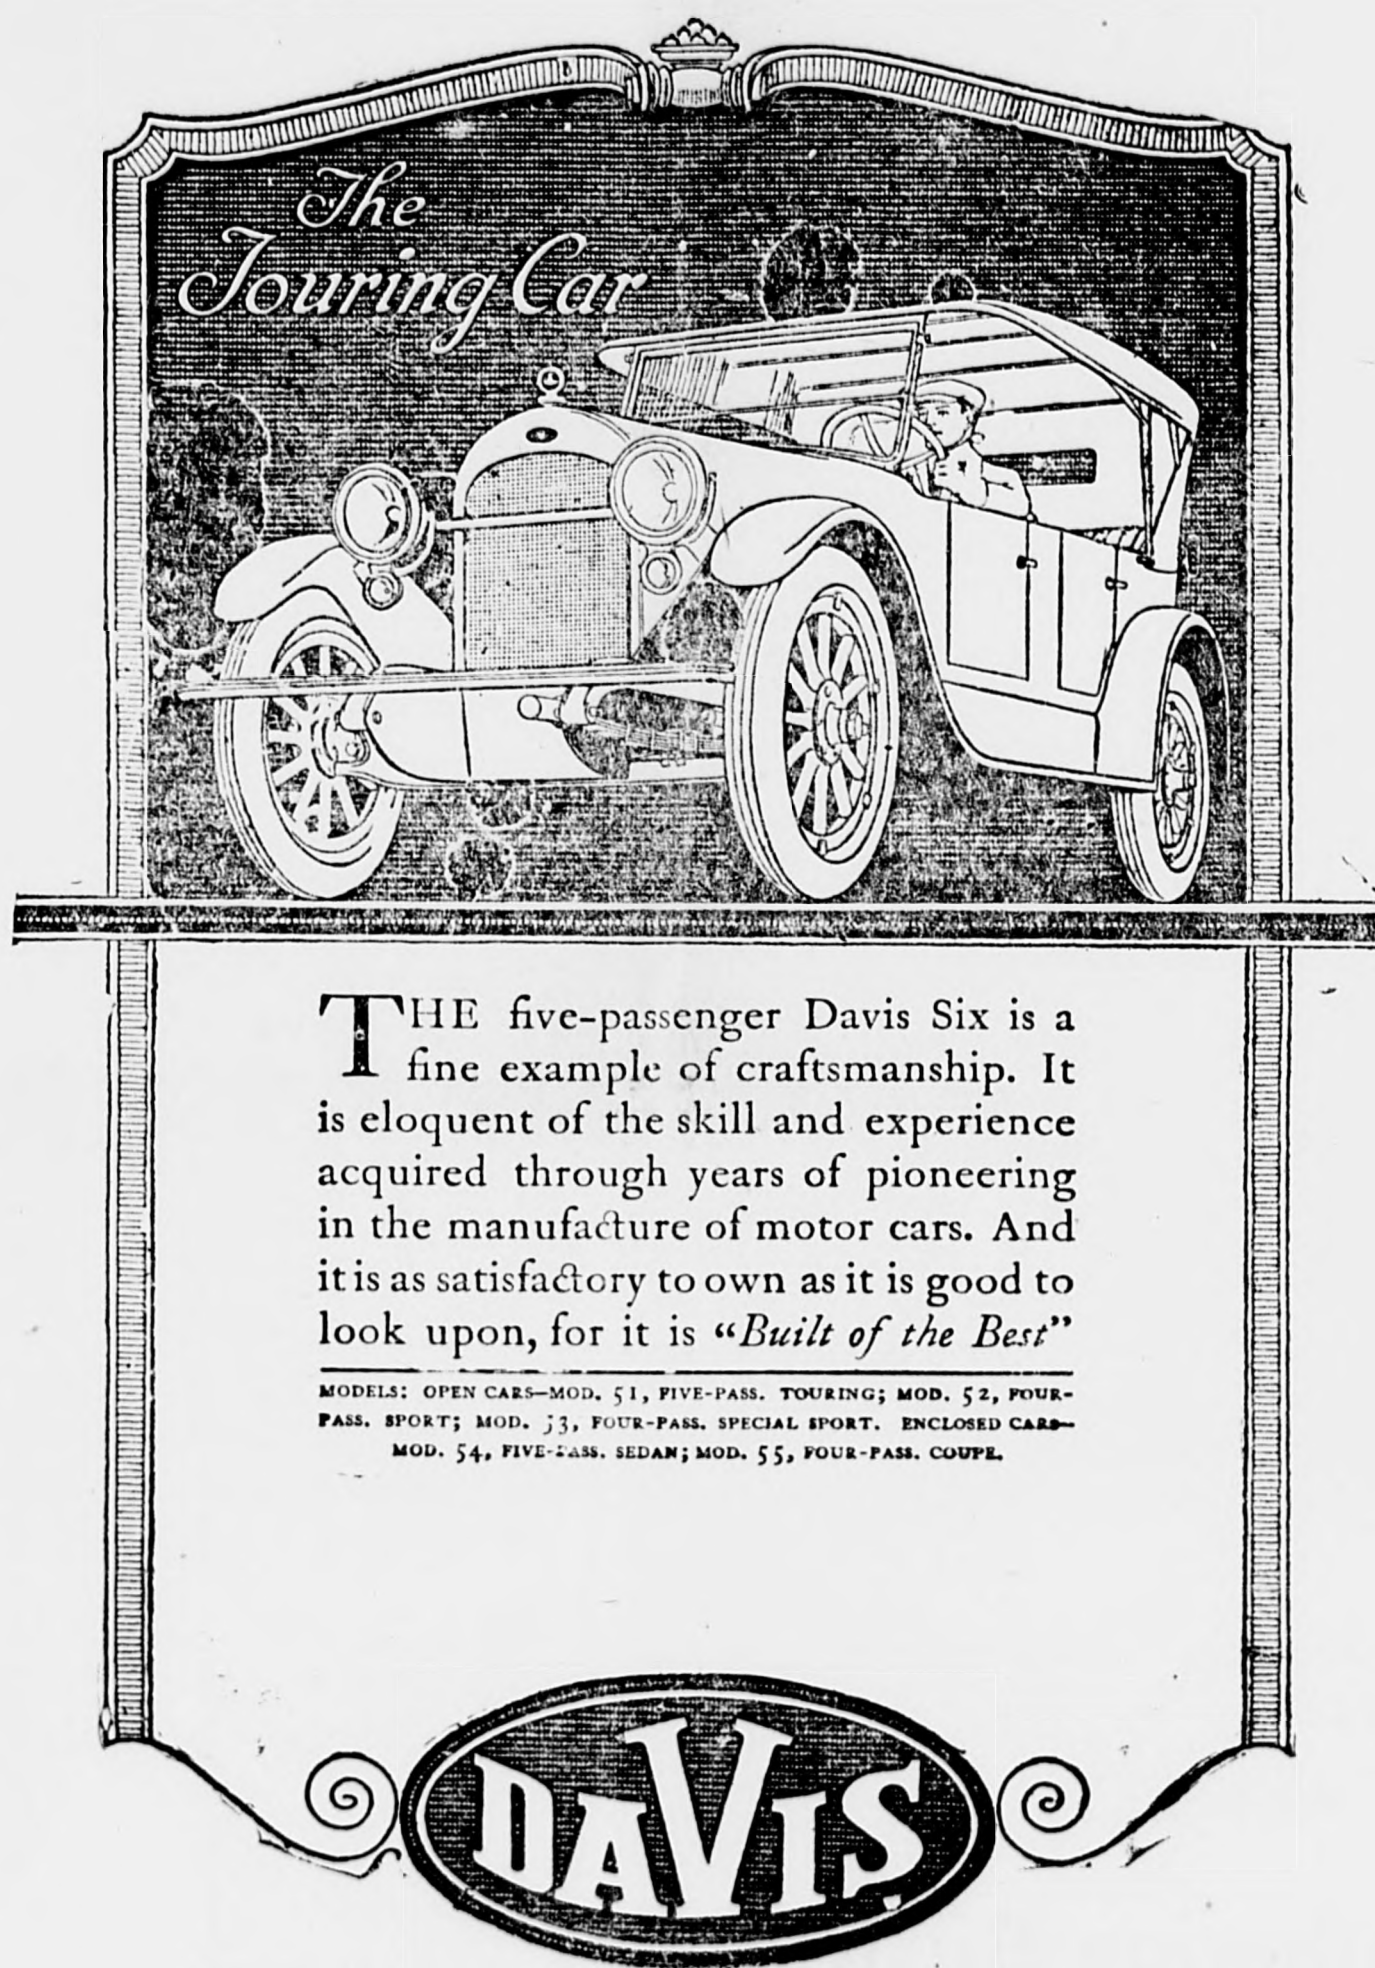 The
Touring Car
THE five-passenger Davis Six is a
fine example of craftsmanship. It
is eloquent of the skill and experience
acquired through years of pioneering
in the manufacture of motor cars. And
it is as satisfactory to own as it is good to
look upon, for it is “Built of the Best”
MODELS: OPEN CARS—MOD. 51, FIVE-PASS. TOURING; MOD. 52, FOUR-
PASS. SPORT; MOD. 53, FOUR-PASS. SPECIAL SPORT. ENCLOSED CARS—
MOD. 54, FIVE-PASS. SEDAN; MOD. 55, FOUR-PASS. COUPE.
DAVIS